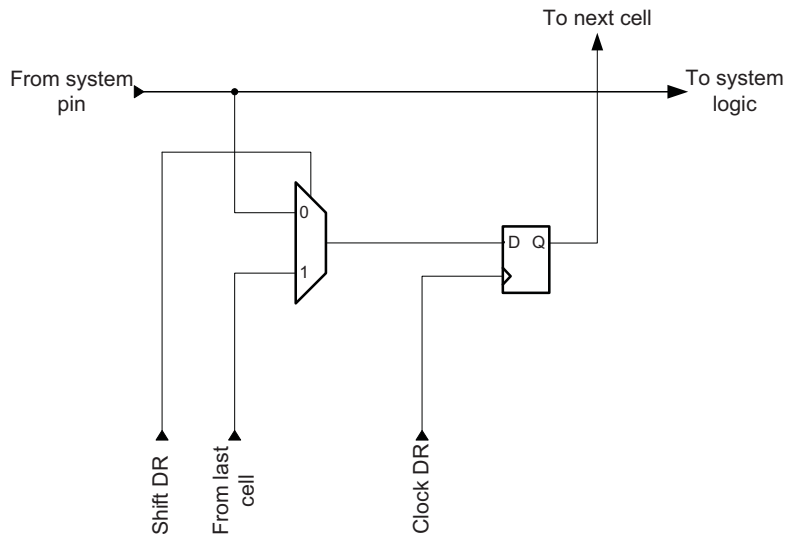 To next cell
From system
pin
To system
logic
0
D Q
1
Shift DR
From last
cell
Clock DR